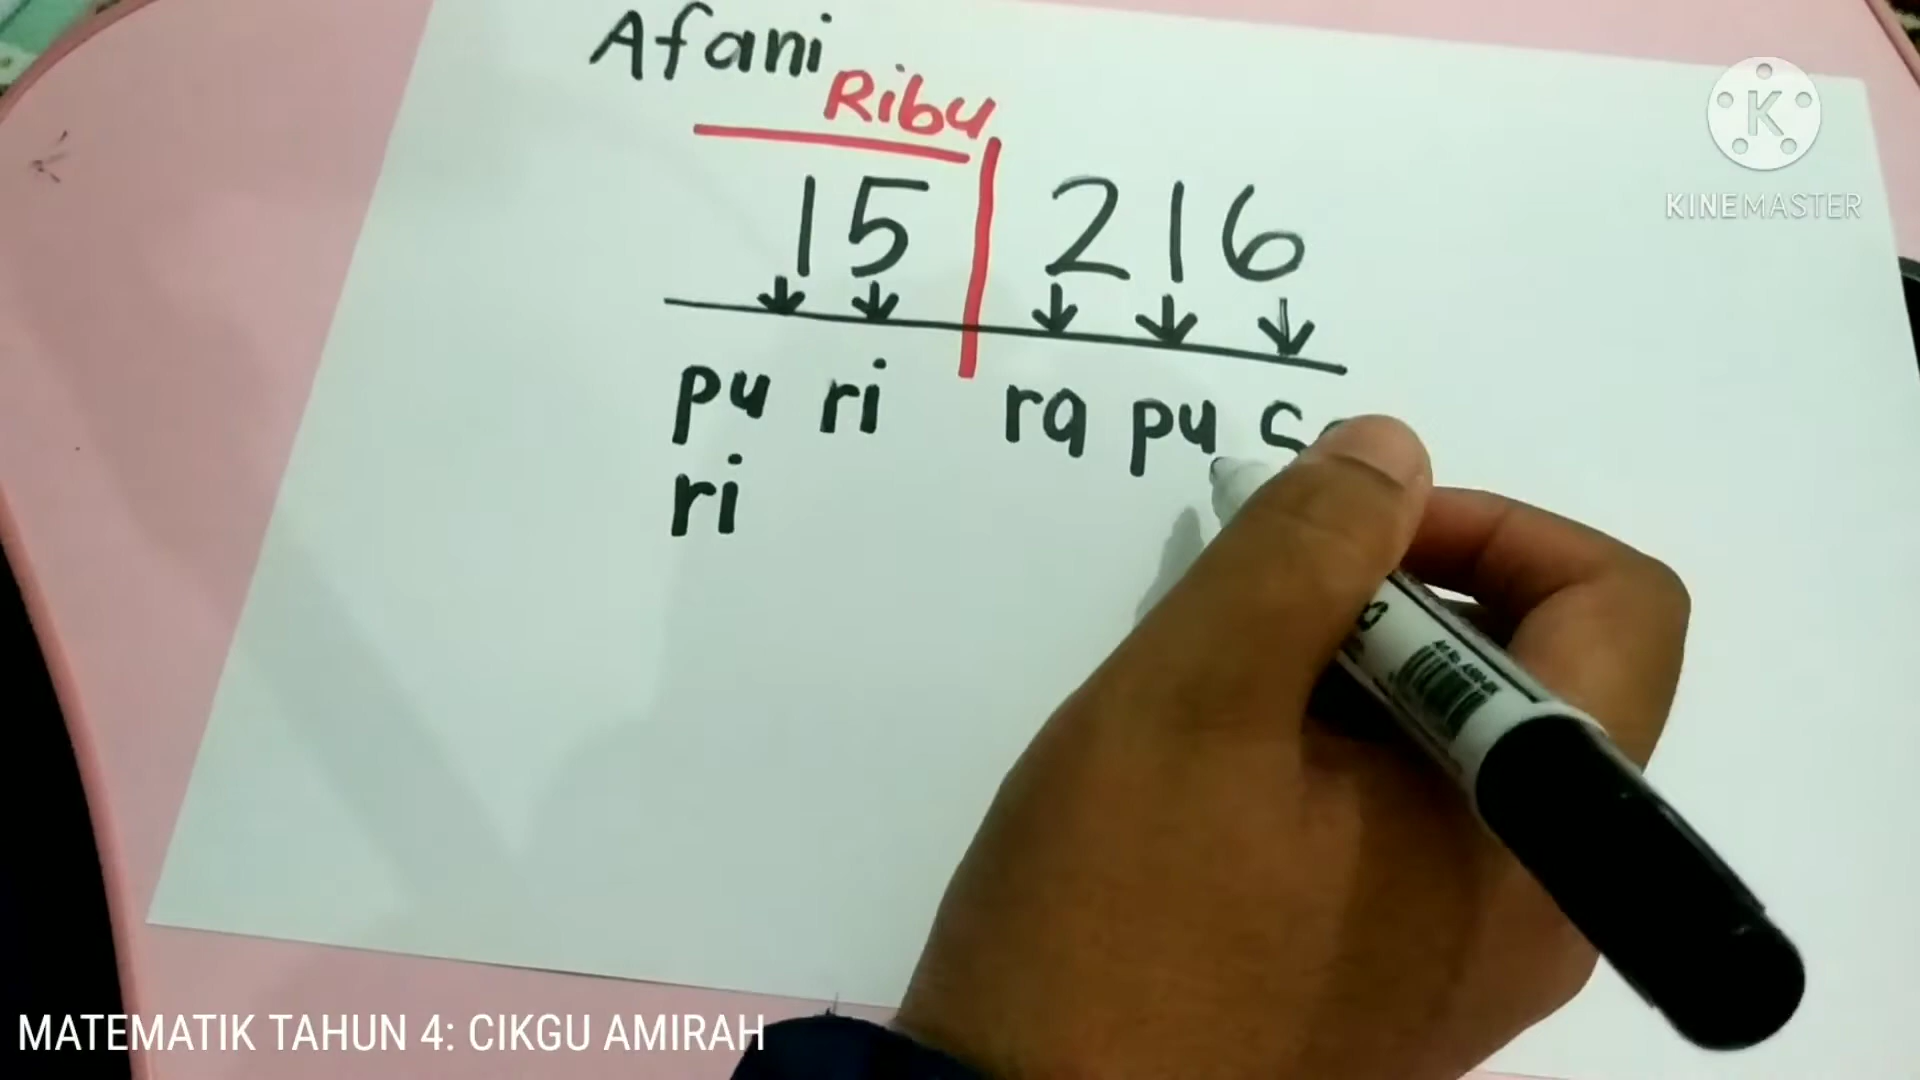 Afani
Ribu
15 216
pu ri ra pu
ri
K
KINEMASTER
MATEMATIK TAHUN 4: CIKGU AMIRAH